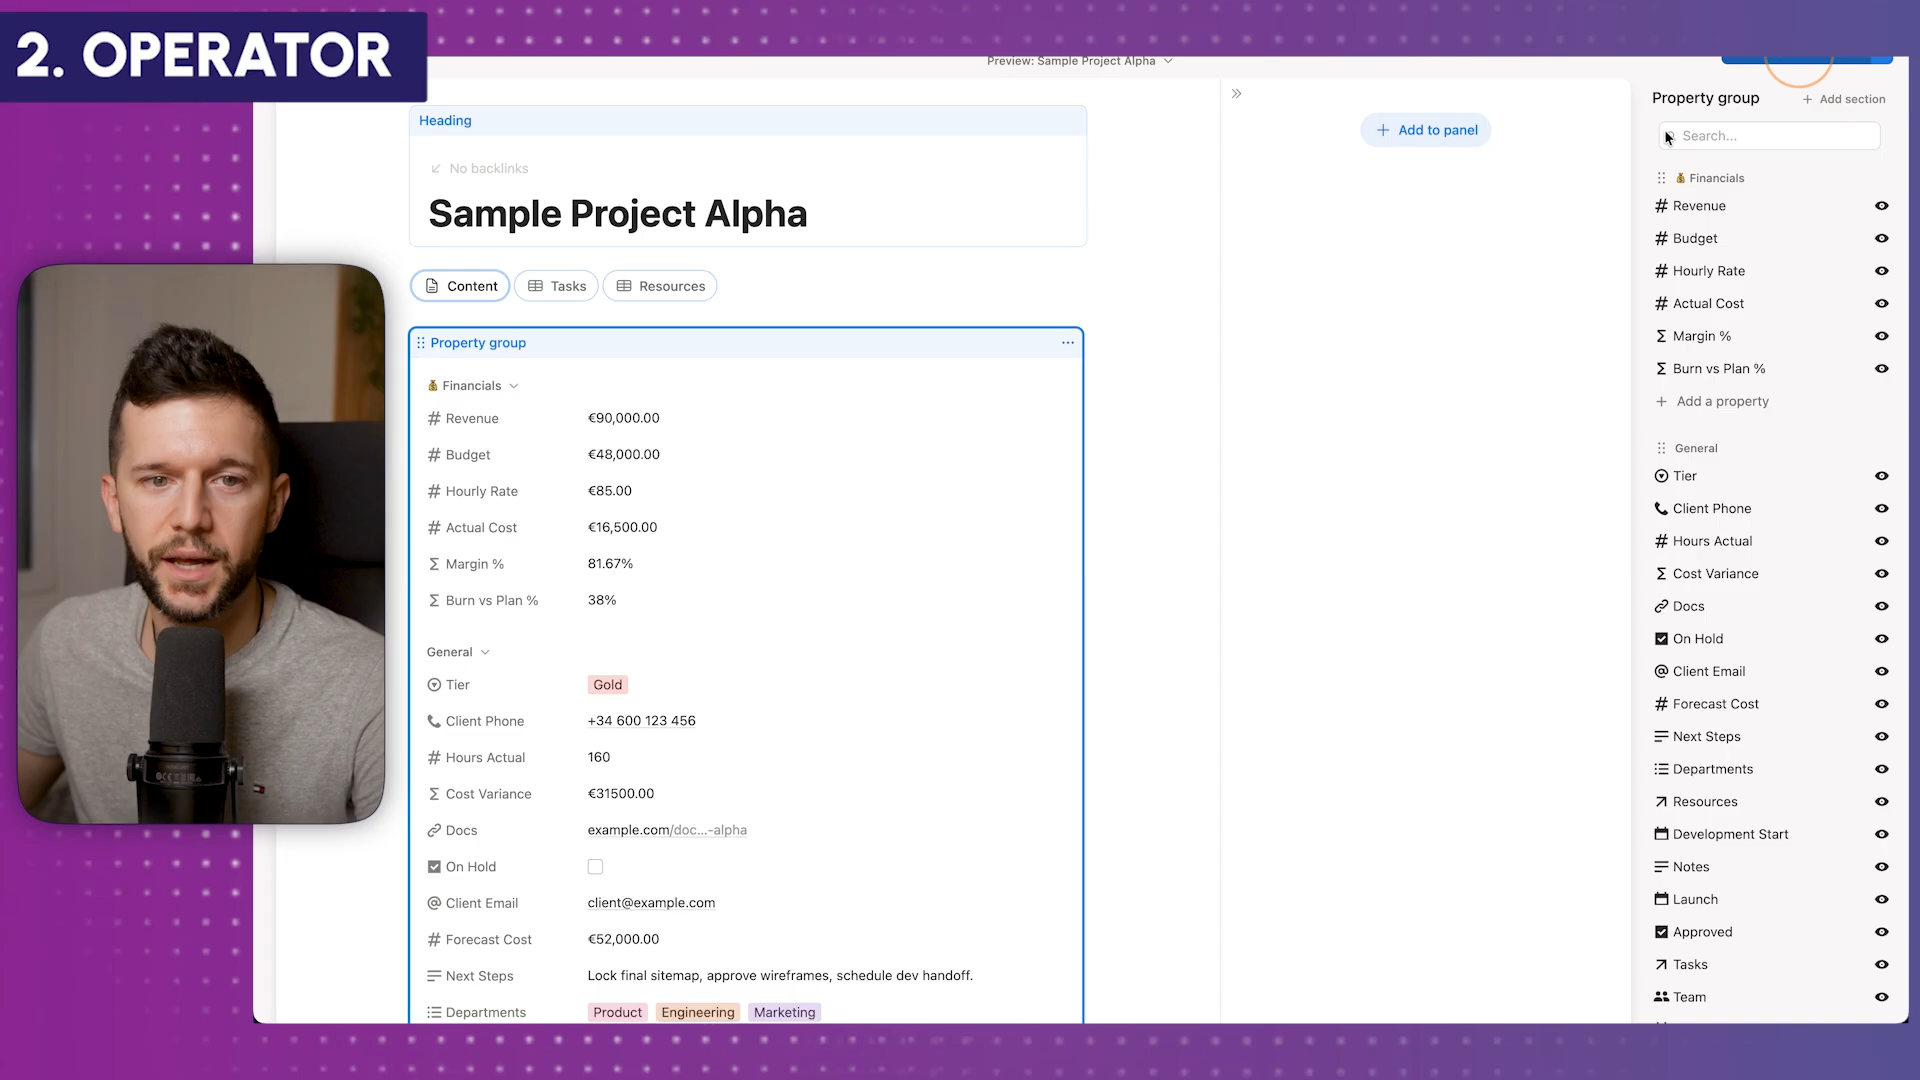 2. OPERATOR
Preview: Sample Project Alpha
Heading
No backlinks
Sample Project Alpha
Content
Tasks
Resources
Property group
Financials
Revenue €90,000.00
Budget €48,000.00
Hourly Rate €85.00
Actual Cost €16,500.00
Margin % 81.67%
Burn vs Plan % 38%
General
Tier Gold
Client Phone +34 600 123 456
Hours Actual 160
Cost Variance €31500.00
Docs example.com/doc...-alpha
On Hold
Client Email client@example.com
Forecast Cost €52,000.00
Next Steps Lock final sitemap, approve wireframes, schedule dev handoff.
Departments Product Engineering Marketing
+ Add to panel
Property group + Add section
Search...
Financials
Revenue
Budget
Hourly Rate
Actual Cost
Margin %
Burn vs Plan %
+ Add a property
General
Tier
Client Phone
Hours Actual
Cost Variance
Docs
On Hold
Client Email
Forecast Cost
Next Steps
Departments
Resources
Development Start
Notes
Launch
Approved
Tasks
Team